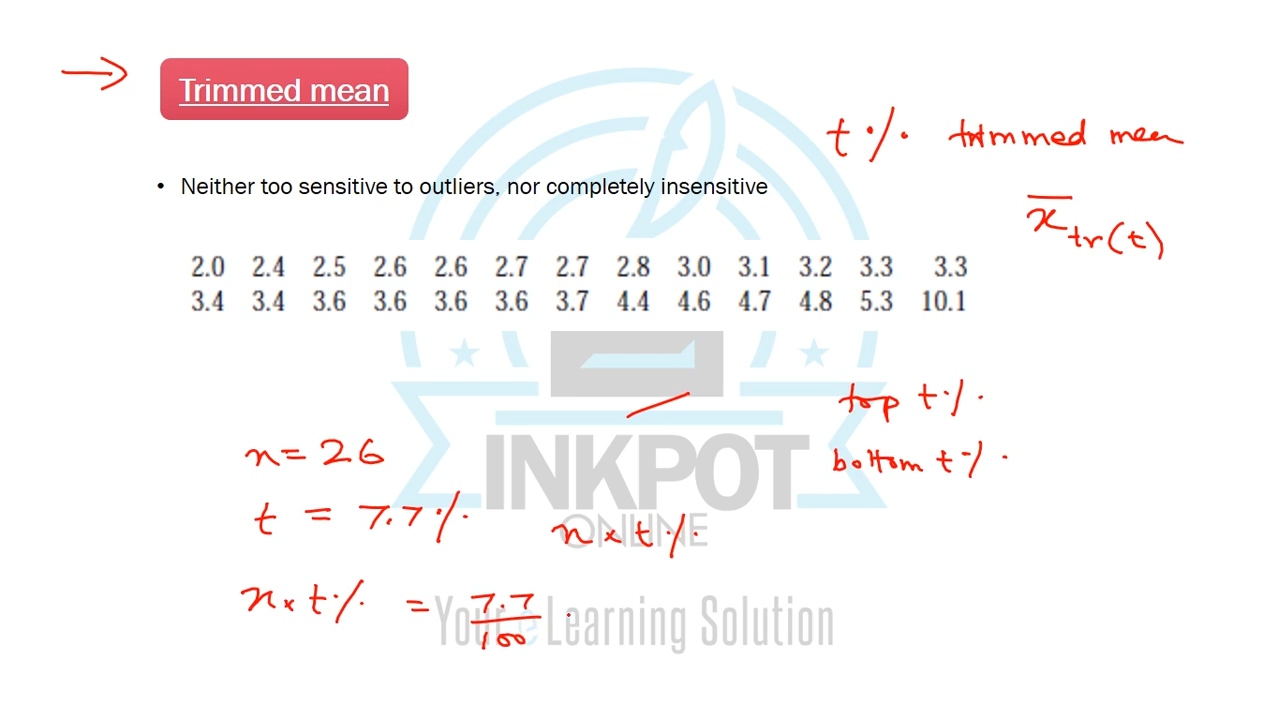 Trimmed mean
t % trimmed mean
• Neither too sensitive to outliers, nor completely insensitive
x̄ tr(t)
2.0 2.4 2.5 2.6 2.6 2.7 2.7 2.8 3.0 3.1 3.2 3.3 3.3
3.4 3.4 3.6 3.6 3.6 3.6 3.7 4.4 4.6 4.7 4.8 5.3 10.1
top t %
n = 26
bottom t %
INKPOT
t = 7.7 %
ONLINE
n × t %
n × t % = 7.7/100 .
Your eLearning Solution